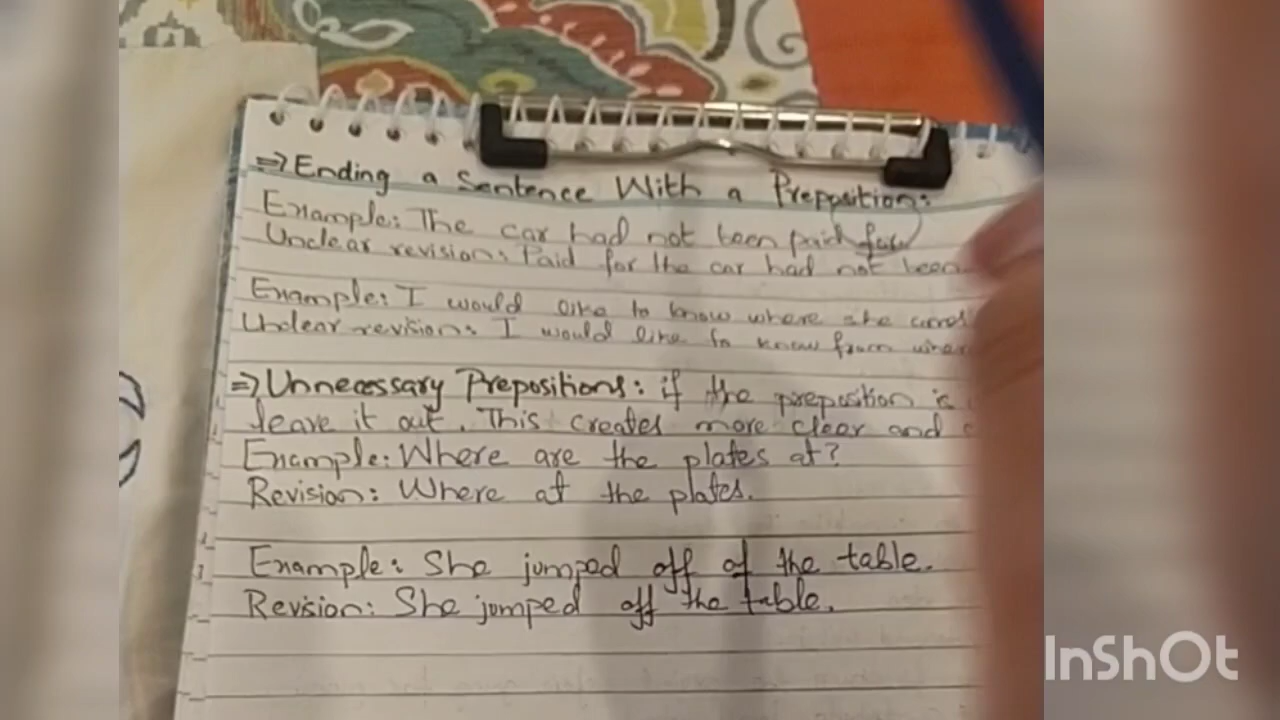 => Ending a Sentence With a Preppsition:
Example: The car had not been paid for
Unclear revision: Paid for the car had not been
Example: I would like to know where she
Unclear revision: I would like to know from
=> Unnecessary Prepositions: if the preposition is
leave it out. This creates more clear and
Example: Where are the plates at?
Revision: Where at the plates.
Example: She jumped off of the table.
Revision: She jumped off the table.
InShOt